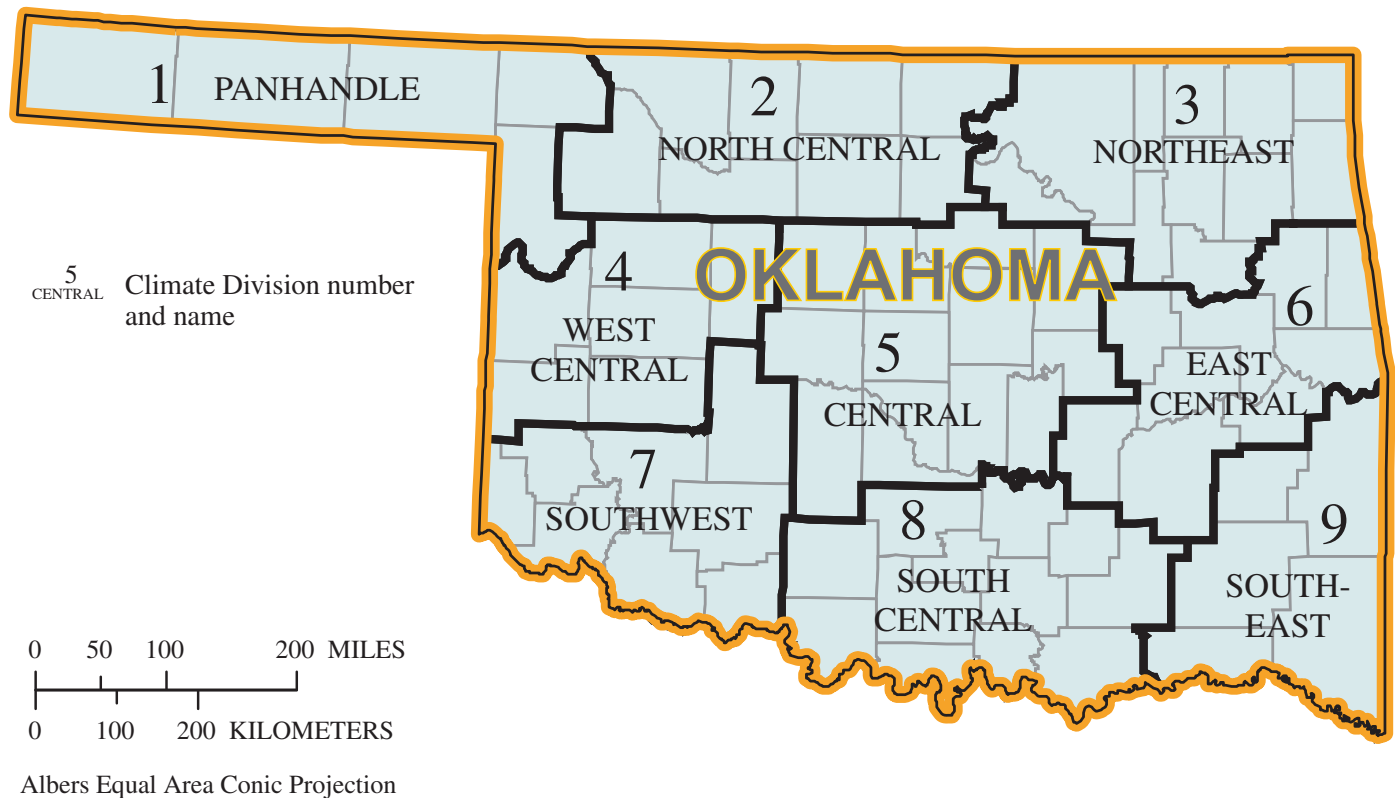 1 PANHANDLE
2
NORTH CENTRAL
3
NORTHEAST
OKLAHOMA
4
WEST
CENTRAL
5
CENTRAL
6
EAST
CENTRAL
7
SOUTHWEST
8
SOUTH
CENTRAL
9
SOUTH-
EAST
5
CENTRAL
Climate Division number
and name
0 50 100 200 MILES
0 100 200 KILOMETERS
Albers Equal Area Conic Projection